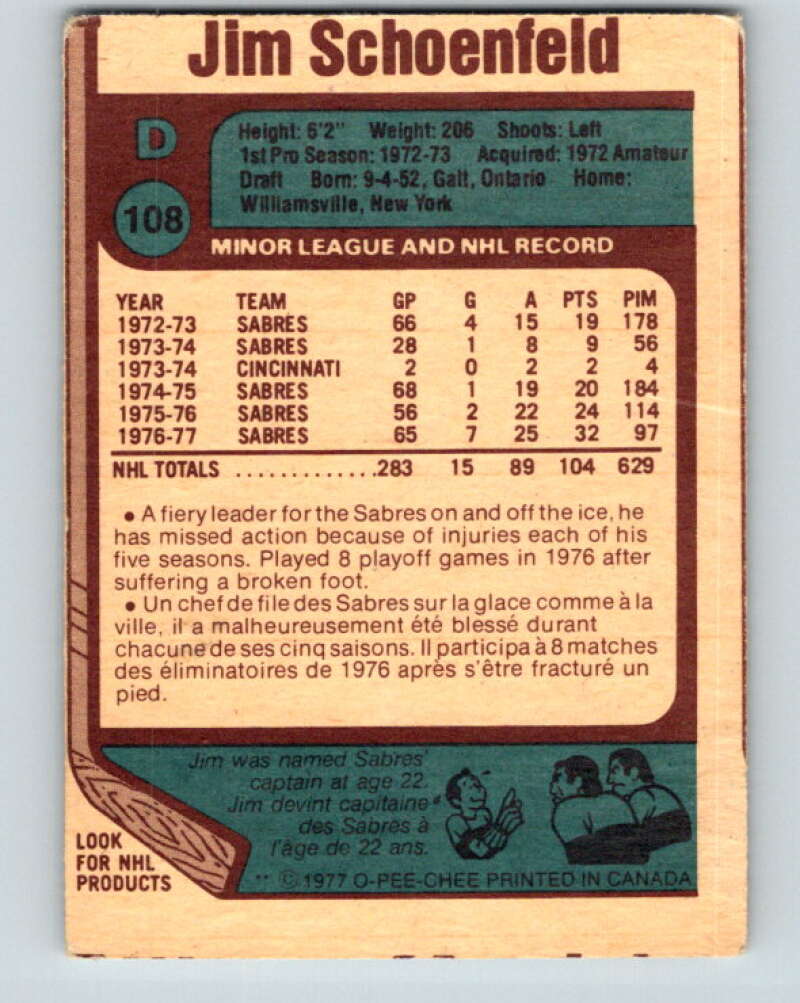 Jim Schoenfeld
D
108
Height: 6'2" Weight: 206 Shoots: Left
1st Pro Season: 1972-73 Acquired: 1972 Amateur
Draft Born: 9-4-52, Galt, Ontario Home:
Williamsville, New York
MINOR LEAGUE AND NHL RECORD
YEAR TEAM GP G A PTS PIM
1972-73 SABRES 66 4 15 19 178
1973-74 SABRES 28 1 8 9 56
1973-74 CINCINNATI 2 0 2 2 4
1974-75 SABRES 68 1 19 20 184
1975-76 SABRES 56 2 22 24 114
1976-77 SABRES 65 7 25 32 97
NHL TOTALS .............283 15 89 104 629
• A fiery leader for the Sabres on and off the ice, he
has missed action because of injuries each of his
five seasons. Played 8 playoff games in 1976 after
suffering a broken foot.
• Un chef de file des Sabres sur la glace comme à la
ville, il a malheureusement été blessé durant
chacune de ses cinq saisons. Il participa à 8 matches
des éliminatoires de 1976 après s'être fracturé un
pied.
Jim was named Sabres'
captain at age 22.
Jim devint capitaine
des Sabres à
l'âge de 22 ans.
LOOK
FOR NHL
PRODUCTS
** © 1977 O-PEE-CHEE PRINTED IN CANADA